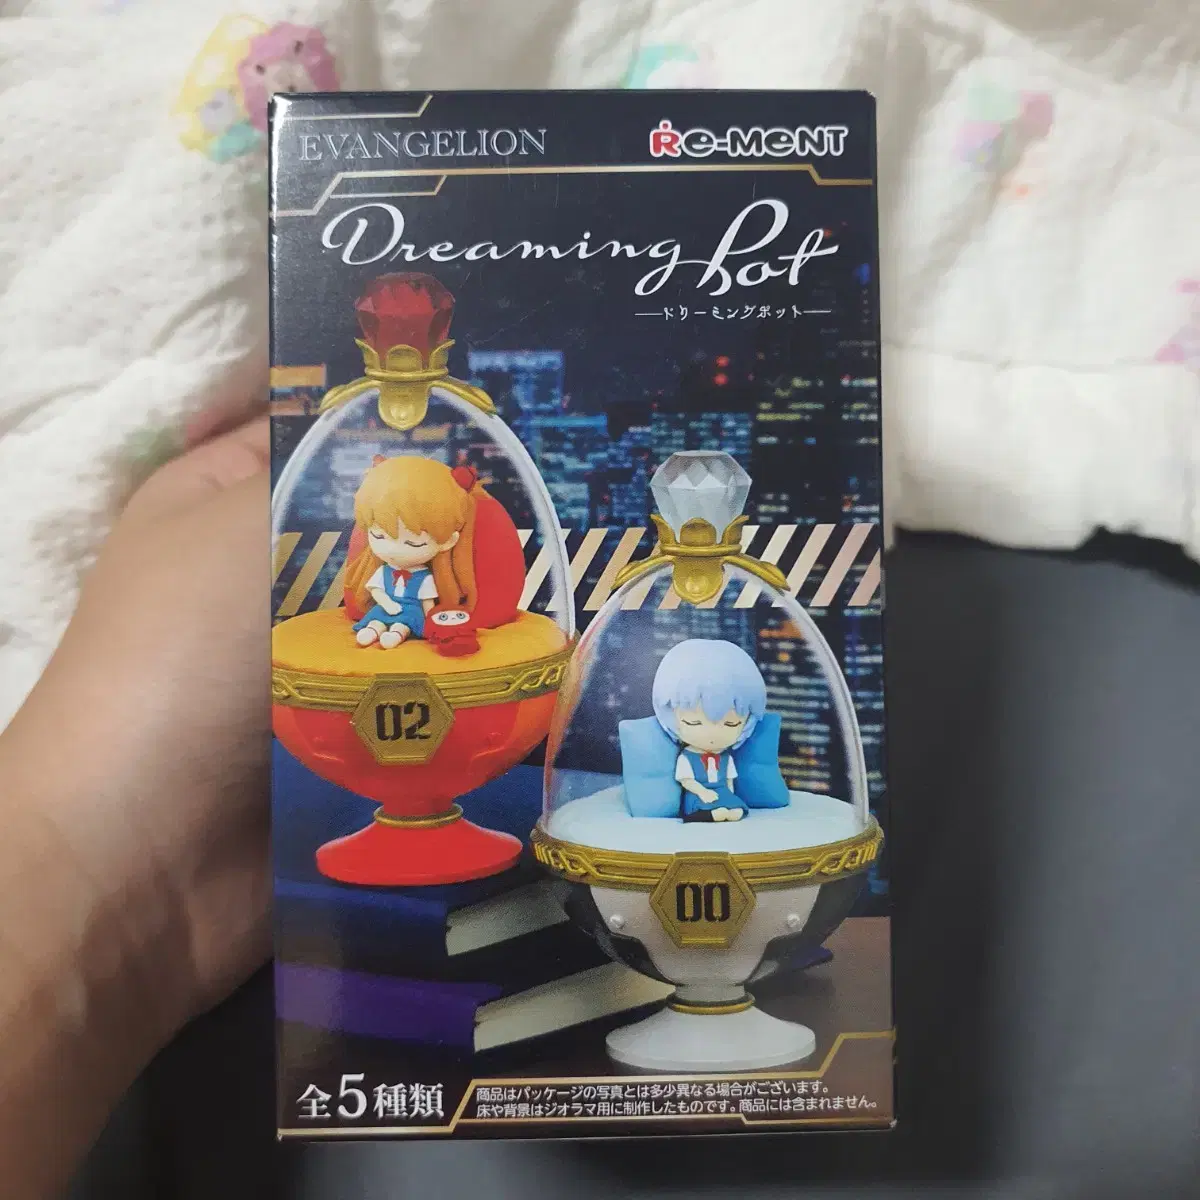 EVANGELION
Re-MeNT
Dreaming Pot
ドリーミングポット
02
00
全5種類
商品はパッケージの写真とは多少異なる場合がございます。
床や背景はジオラマ用に制作したものです。商品には含まれません。